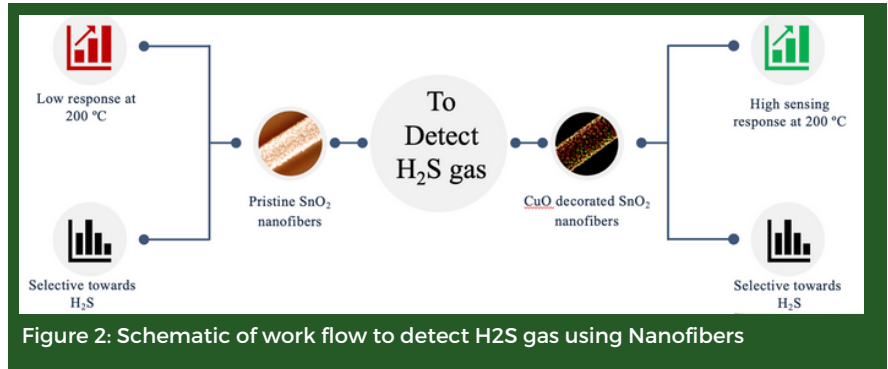 Low response at
200 ºC
Selective towards
H₂S
Pristine SnO₂
nanofibers
To
Detect
H₂S gas
CuO decorated SnO₂
nanofibers
High sensing
response at 200 ºC
Selective towards
H₂S
Figure 2: Schematic of work flow to detect H2S gas using Nanofibers